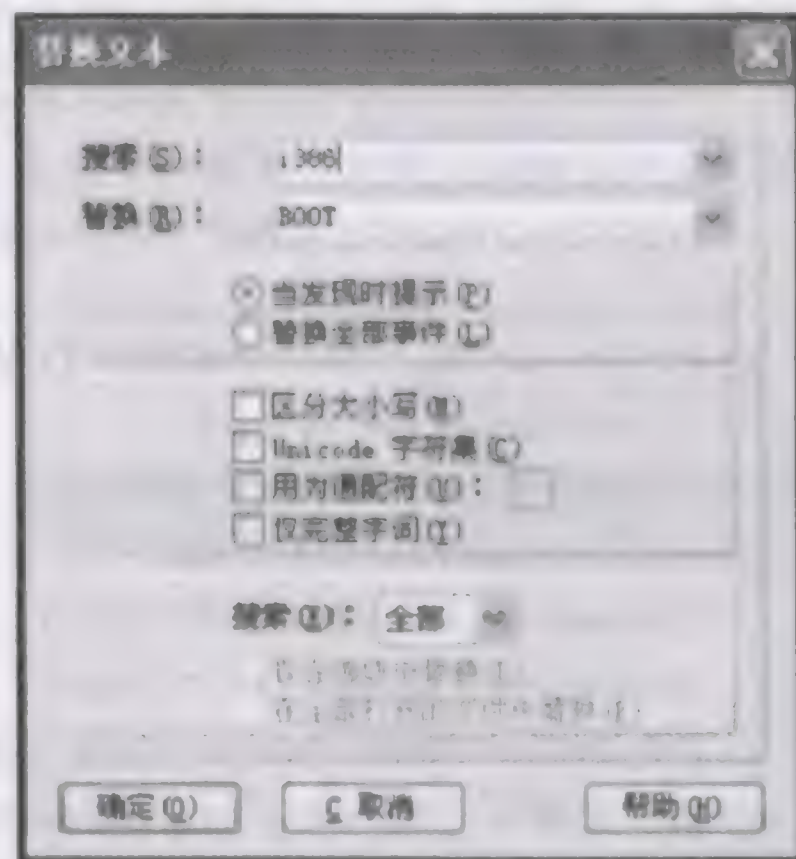 替换文本
搜索(S)：
i386
替换(R)：
BOOT
当发现时提示(P)
替换全部事件(L)
区分大小写(M)
Unicode 字符集(C)
用为通配符(V)：
仅完整字词(Y)
搜索 全部
确定(O)
C 取消
帮助(H)